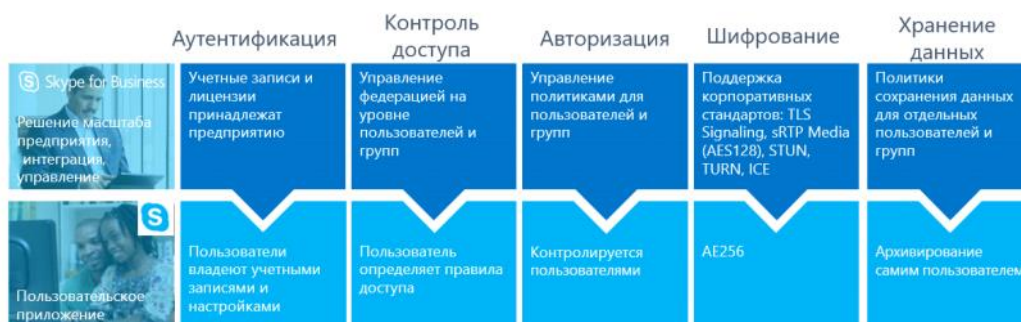 Аутентификация
Контроль
доступа
Авторизация
Шифрование
Хранение
данных
Skype for Business
Решение масштаба
предприятия,
интеграция,
управление
Учетные записи и
лицензии
принадлежат
предприятию
Управление
федерацией на
уровне
пользователей и
групп
Управление
политиками для
пользователей и
групп
Поддержка
корпоративных
стандартов: TLS
Signaling, sRTP Media
(AES128), STUN,
TURN, ICE
Политики
сохранения данных
для отдельных
пользователей и
групп
Пользовательское
приложение
Пользователи
владеют учетными
записями и
настройками
Пользователь
определяет правила
доступа
Контролируется
пользователями
AE256
Архивирование
самим пользователем